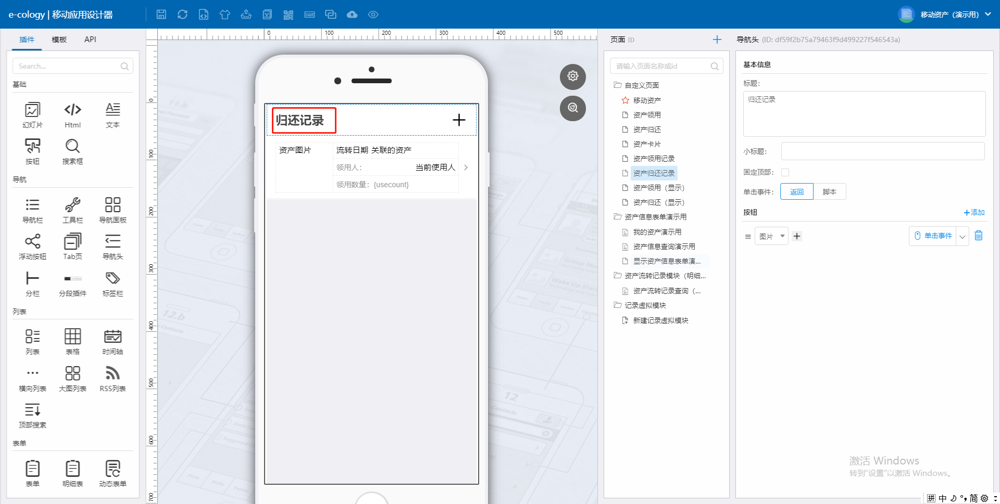 e-cology | 移动应用设计器
移动资产（演示用）
插件 模板 API
Search...
基础
幻灯片 Html 文本
按钮 搜索框
导航
导航栏 工具栏 导航面板
浮动按钮 Tab页 导航头
分栏 分段插件 标签栏
列表
列表 表格 时间轴
横向列表 大图列表 RSS列表
顶部搜索
表单
表单 明细表 动态表单
0 100 200 300 400 500
0
100
200
300
400
500
600
700
归还记录
资产图片
流转日期 关联的资产
领用人: 当前使用人
领用数量: {usecount}
12.b
12
Contacts
页面 ID
请输入页面名称或id
自定义页面
移动资产
资产领用
资产归还
资产卡片
资产领用记录
资产归还记录
资产领用（显示）
资产归还（显示）
资产信息表单演示用
我的资产演示用
资产信息查询演示用
显示资产信息表单演...
资产流转记录模块（明细...
资产流转记录查询（...
记录虚拟模块
新建记录虚拟模块
导航头 (ID: df59f2b75a79463f9d499227f546543a)
基本信息
标题:
归还记录
小标题:
固定顶部:
单击事件: 返回 脚本
按钮 添加
图片 单击事件
激活 Windows
转到"设置"以激活 Windows。
拼 中 简